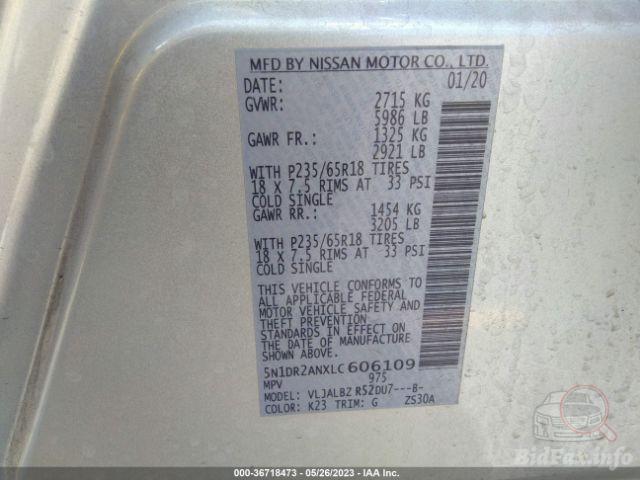 MFD BY NISSAN MOTOR CO., LTD.
DATE: 01/20
GVWR: 2715 KG
5986 LB
GAWR FR.: 1325 KG
2921 LB
WITH P235/65R18 TIRES
18 X 7.5 RIMS AT 33 PSI
COLD SINGLE
GAWR RR.: 1454 KG
3205 LB
WITH P235/65R18 TIRES
18 X 7.5 RIMS AT 33 PSI
COLD SINGLE
THIS VEHICLE CONFORMS TO
ALL APPLICABLE FEDERAL
MOTOR VEHICLE SAFETY AND
THEFT PREVENTION
STANDARDS IN EFFECT ON
THE DATE OF MANUFACTURE
SHOWN ABOVE.
5N1DR2ANXLC606109
MPV 975
MODEL: VLJALBZ R52DU7---B-
COLOR: K23 TRIM: G ZS30A
BidFax.info
000-36718473 — 05/26/2023 — IAA Inc.